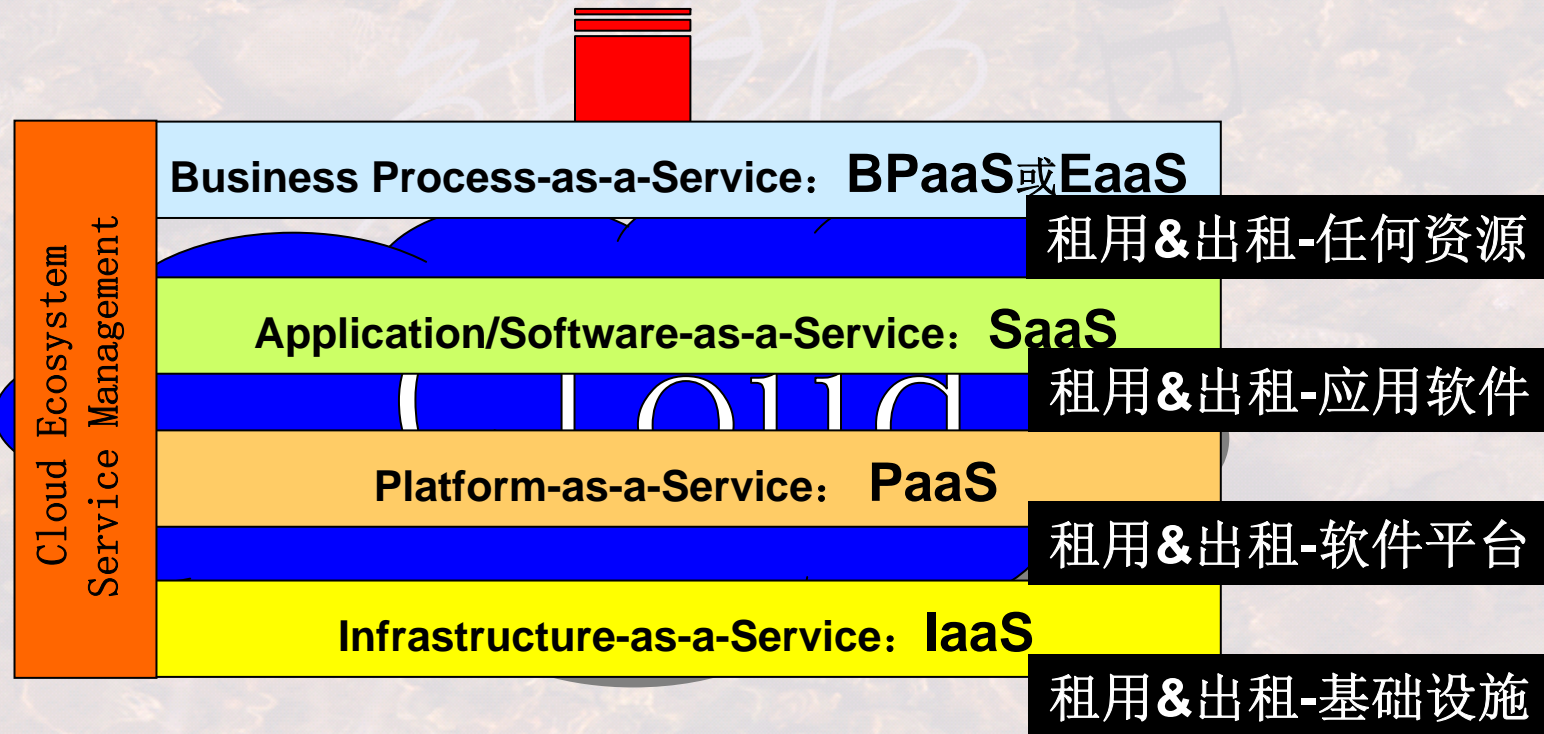 Cloud Ecosystem
Service Management
Business Process-as-a-Service：BPaaS或EaaS
租用&出租-任何资源
Application/Software-as-a-Service：SaaS
Cloud
租用&出租-应用软件
Platform-as-a-Service： PaaS
租用&出租-软件平台
Infrastructure-as-a-Service：IaaS
租用&出租-基础设施